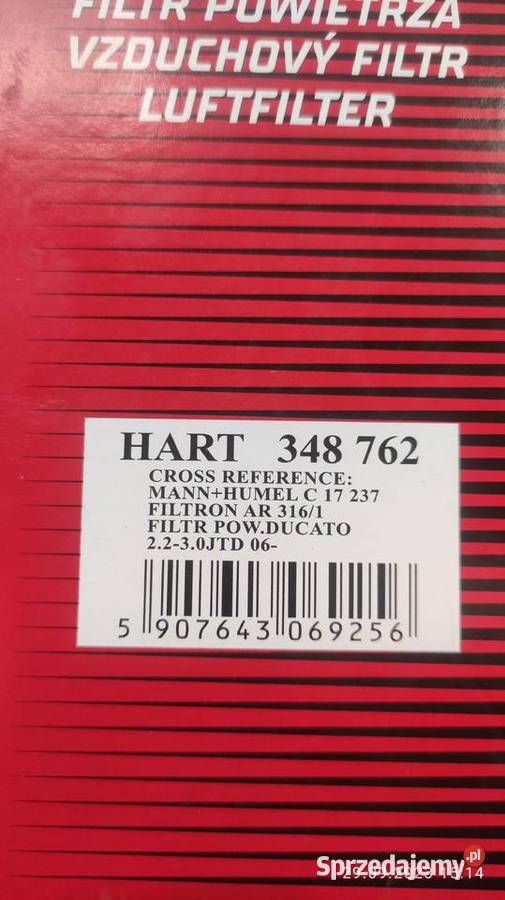 FILTR POWIETRZA
VZDUCHOVÝ FILTR
LUFTFILTER
HART 348 762
CROSS REFERENCE:
MANN+HUMEL C 17 237
FILTRON AR 316/1
FILTR POW.DUCATO
2.2-3.0JTD 06-
5 907643 069256
Sprzedajemy.pl